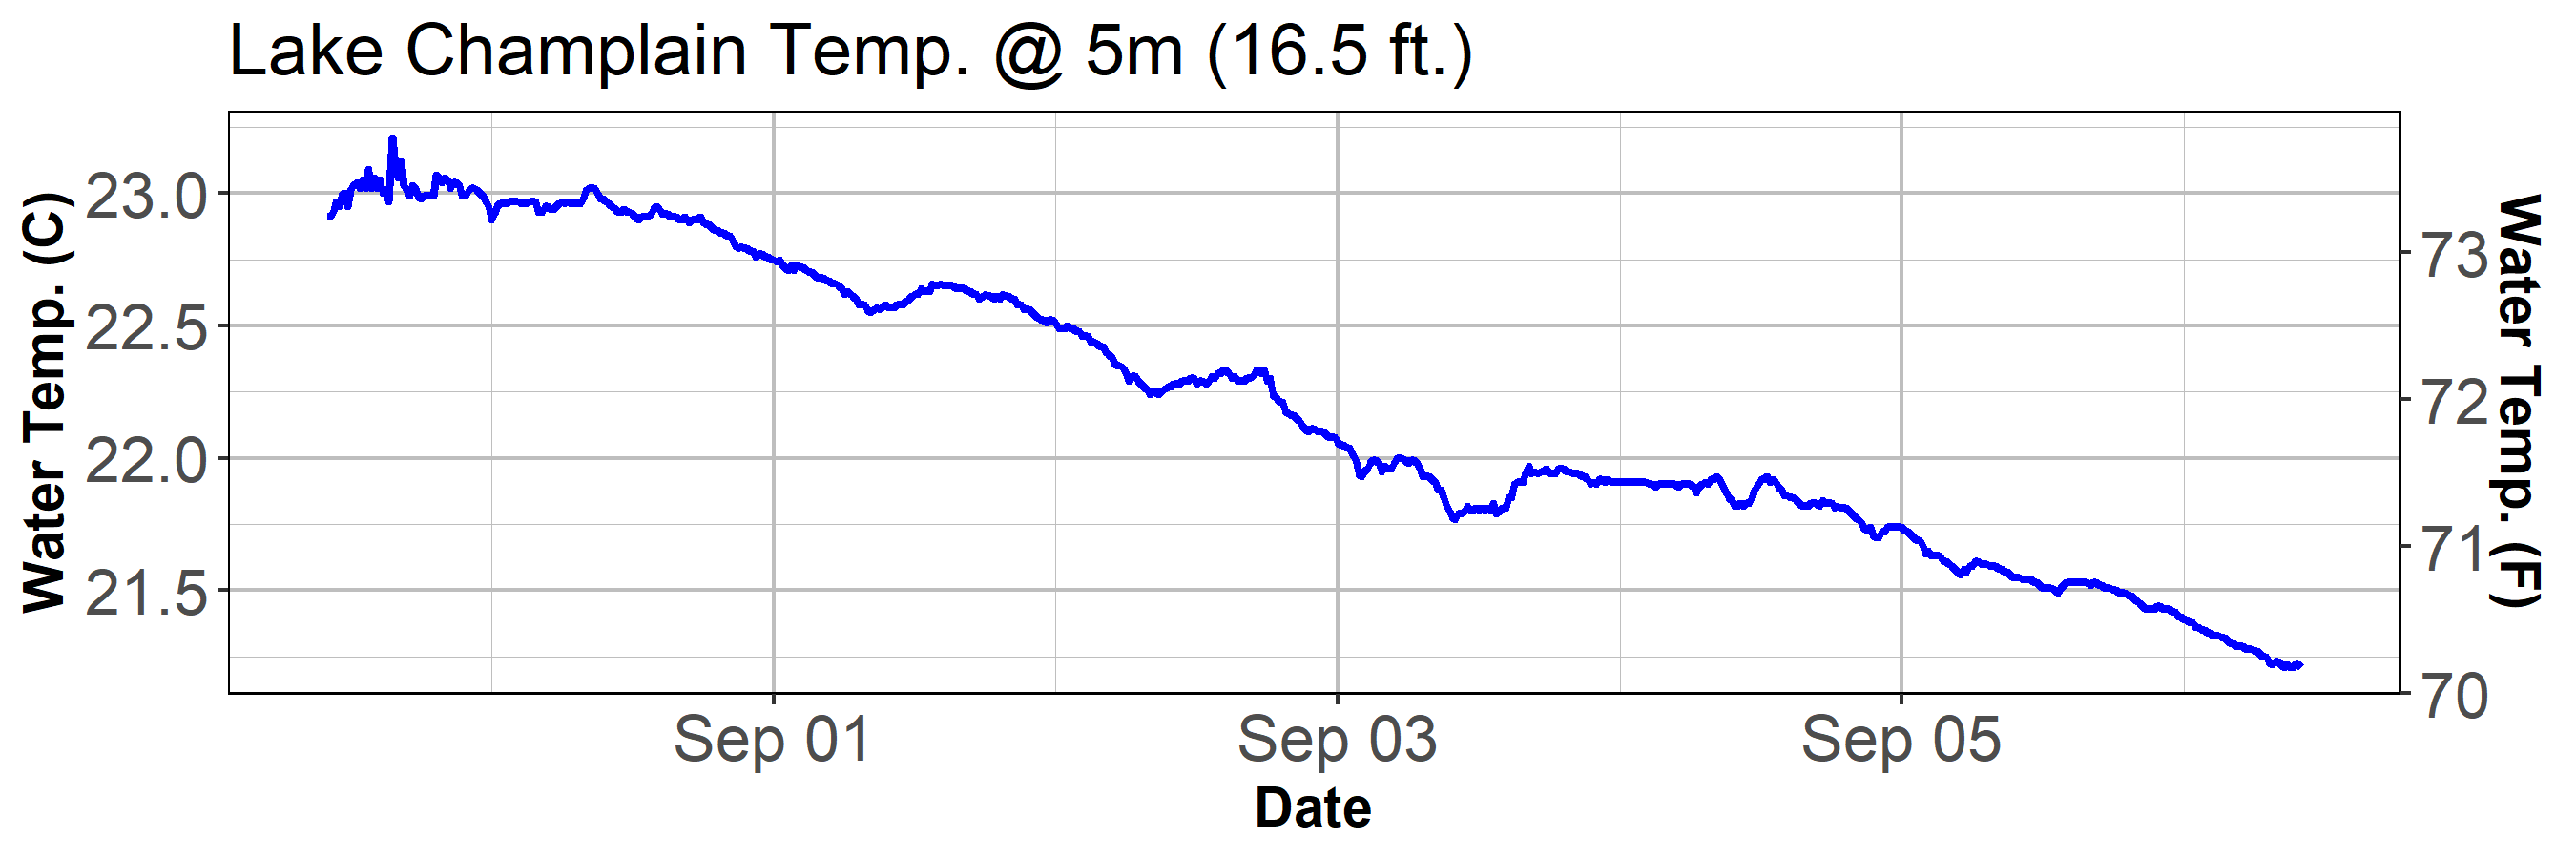 Lake Champlain Temp. @ 5m (16.5 ft.)
Water Temp. (C)
23.0
22.5
22.0
21.5
73
72
71
70
Water Temp. (F)
Sep 01 Sep 03 Sep 05
Date